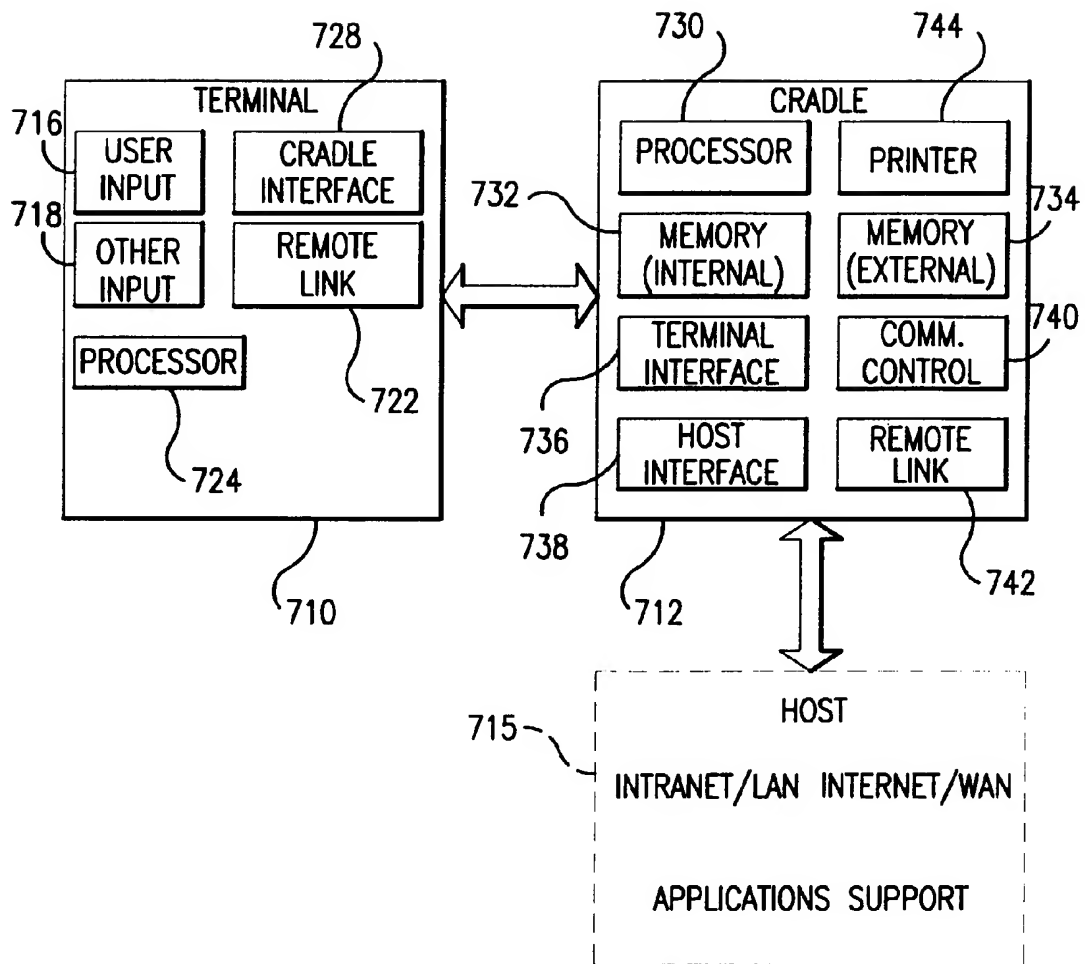 728
730
744
TERMINAL
CRADLE
716
USER
INPUT
CRADLE
INTERFACE
PROCESSOR
PRINTER
718
732
734
OTHER
INPUT
REMOTE
LINK
MEMORY
(INTERNAL)
MEMORY
(EXTERNAL)
740
PROCESSOR
TERMINAL
INTERFACE
COMM.
CONTROL
722
736
724
HOST
INTERFACE
REMOTE
LINK
738
710
712
742
715
HOST
INTRANET/LAN INTERNET/WAN
APPLICATIONS SUPPORT